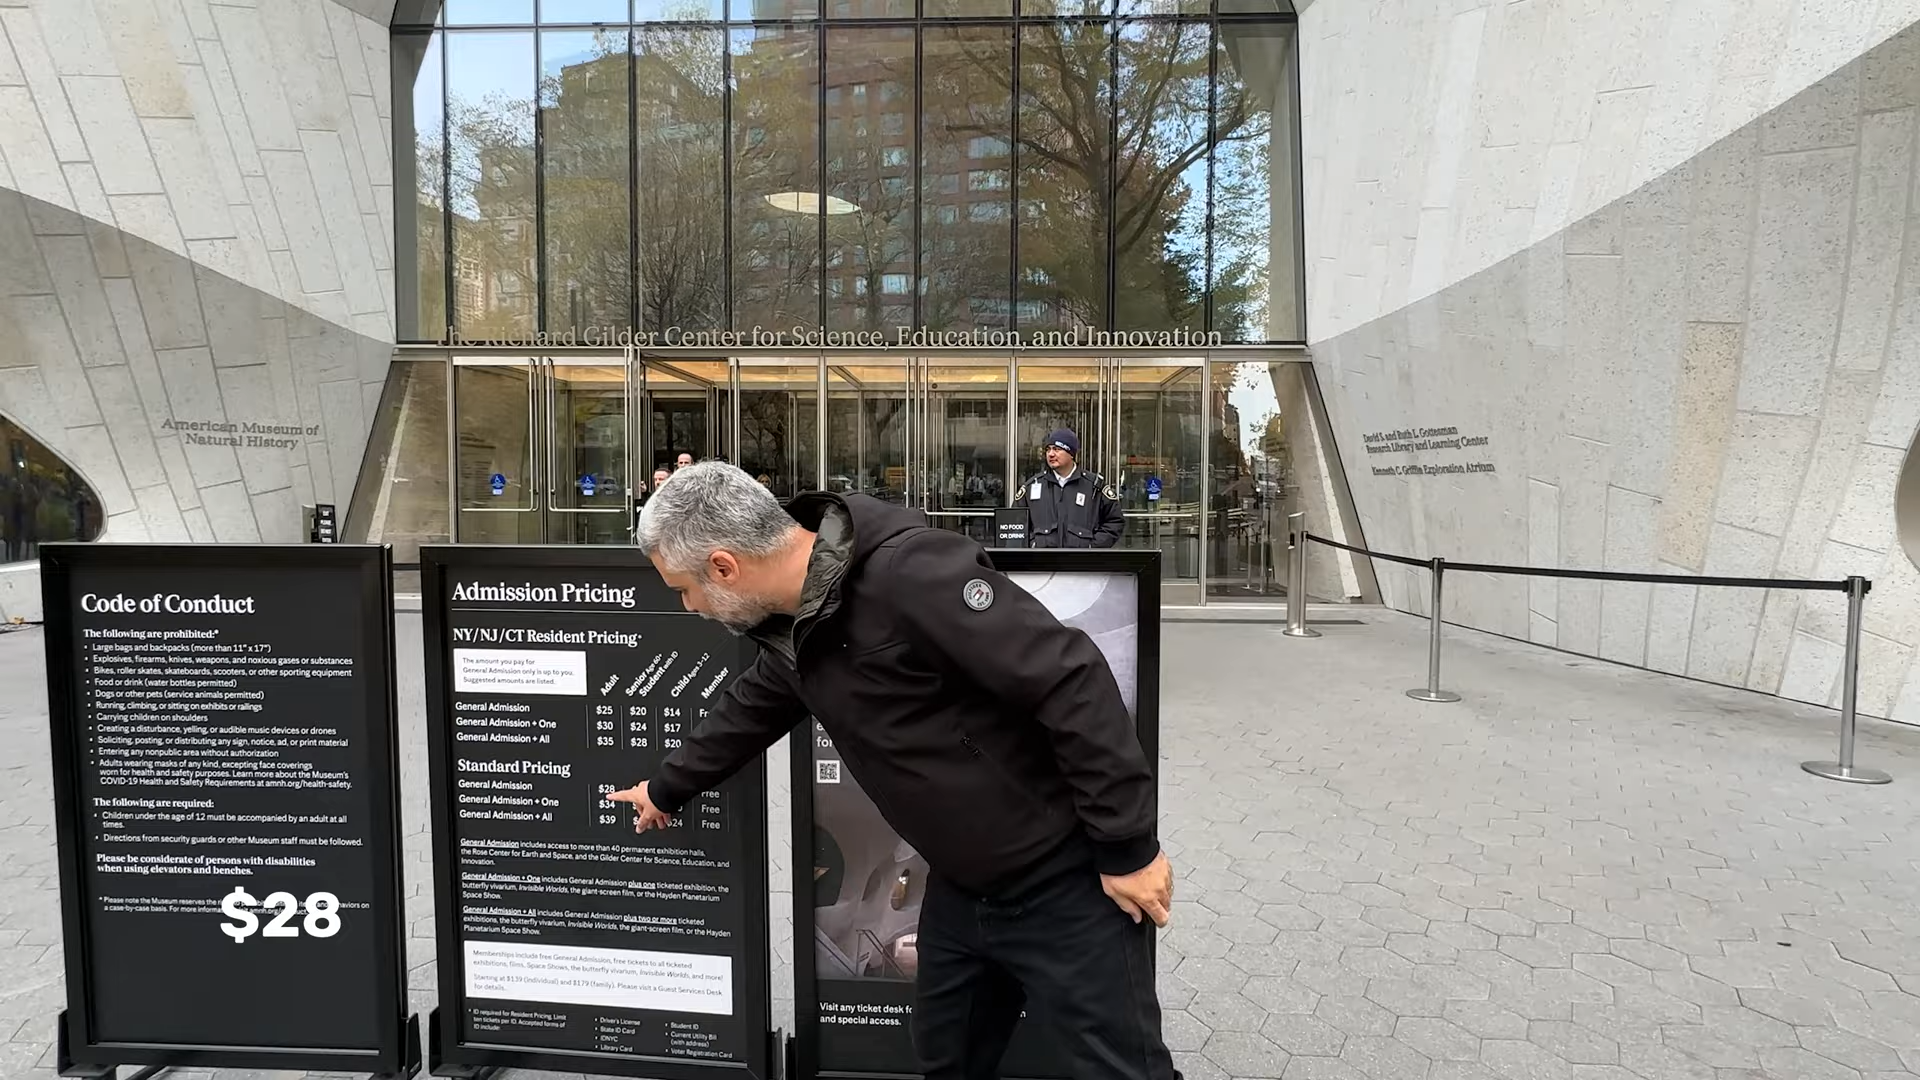 The Richard Gilder Center for Science, Education, and Innovation
American Museum of
Natural History
David S. and Ruth L. Gottesman
Research Library and Learning Center
Kenneth C. Griffin Exploration Atrium
SECURITY
NO FOOD
OR DRINK
EXIT
PLEASE
DO NOT
ENTER
Code of Conduct
The following are prohibited:*
• Large bags and backpacks (more than 11" x 17")
• Explosives, firearms, knives, weapons, and noxious gases or substances
• Bikes, roller skates, skateboards, scooters, or other sporting equipment
• Food or drink (water bottles permitted)
• Dogs or other pets (service animals permitted)
• Running, climbing, or sitting on exhibits or railings
• Carrying children on shoulders
• Creating a disturbance, yelling, or audible music devices or drones
• Soliciting, posting, or distributing any sign, notice, ad, or print material
• Entering any nonpublic area without authorization
• Adults wearing masks of any kind, excepting face coverings
worn for health and safety purposes. Learn more about the Museum's
COVID-19 Health and Safety Requirements at amnh.org/health-safety.
The following are required:
• Children under the age of 12 must be accompanied by an adult at all
times.
• Directions from security guards or other Museum staff must be followed.
Please be considerate of persons with disabilities
when using elevators and benches.
* Please note the Museum reserves the
on
a case-by-case basis. For more
$28
Admission Pricing
NY/NJ/CT Resident Pricing*
The amount you pay for
General Admission only is up to you.
Suggested amounts are listed.
Adult
Senior Age 60+
Student with ID
Child Ages 3-12
Member
General Admission $25 $20 $14 Fr
General Admission + One $30 $24 $17
General Admission + All $35 $28 $20
Standard Pricing
General Admission $28 Free
General Admission + One $34 Free
General Admission + All $39 $24 Free
General Admission includes access to more than 40 permanent exhibition halls,
the Rose Center for Earth and Space, and the Gilder Center for Science, Education, and
Innovation.
General Admission + One includes General Admission plus one ticketed exhibition, the
butterfly vivarium, Invisible Worlds, the giant-screen film, or the Hayden Planetarium
Space Show.
General Admission + All includes General Admission plus two or more ticketed
exhibitions, the butterfly vivarium, Invisible Worlds, the giant-screen film, or the Hayden
Planetarium Space Show.
Memberships include free General Admission, free tickets to all ticketed
exhibitions, films, Space Shows, the butterfly vivarium, Invisible Worlds, and more!
Starting at $139 (individual) and $179 (family). Please visit a Guest Services Desk
for details.
* ID required for Resident Pricing. Limit
ten tickets per ID. Accepted forms of
ID include:
• Driver's License
• State ID Card
• IDNYC
• Library Card
• Student ID
• Current Utility Bill
(with address)
• Voter Registration Card
for
Visit any ticket desk fo
and special access.